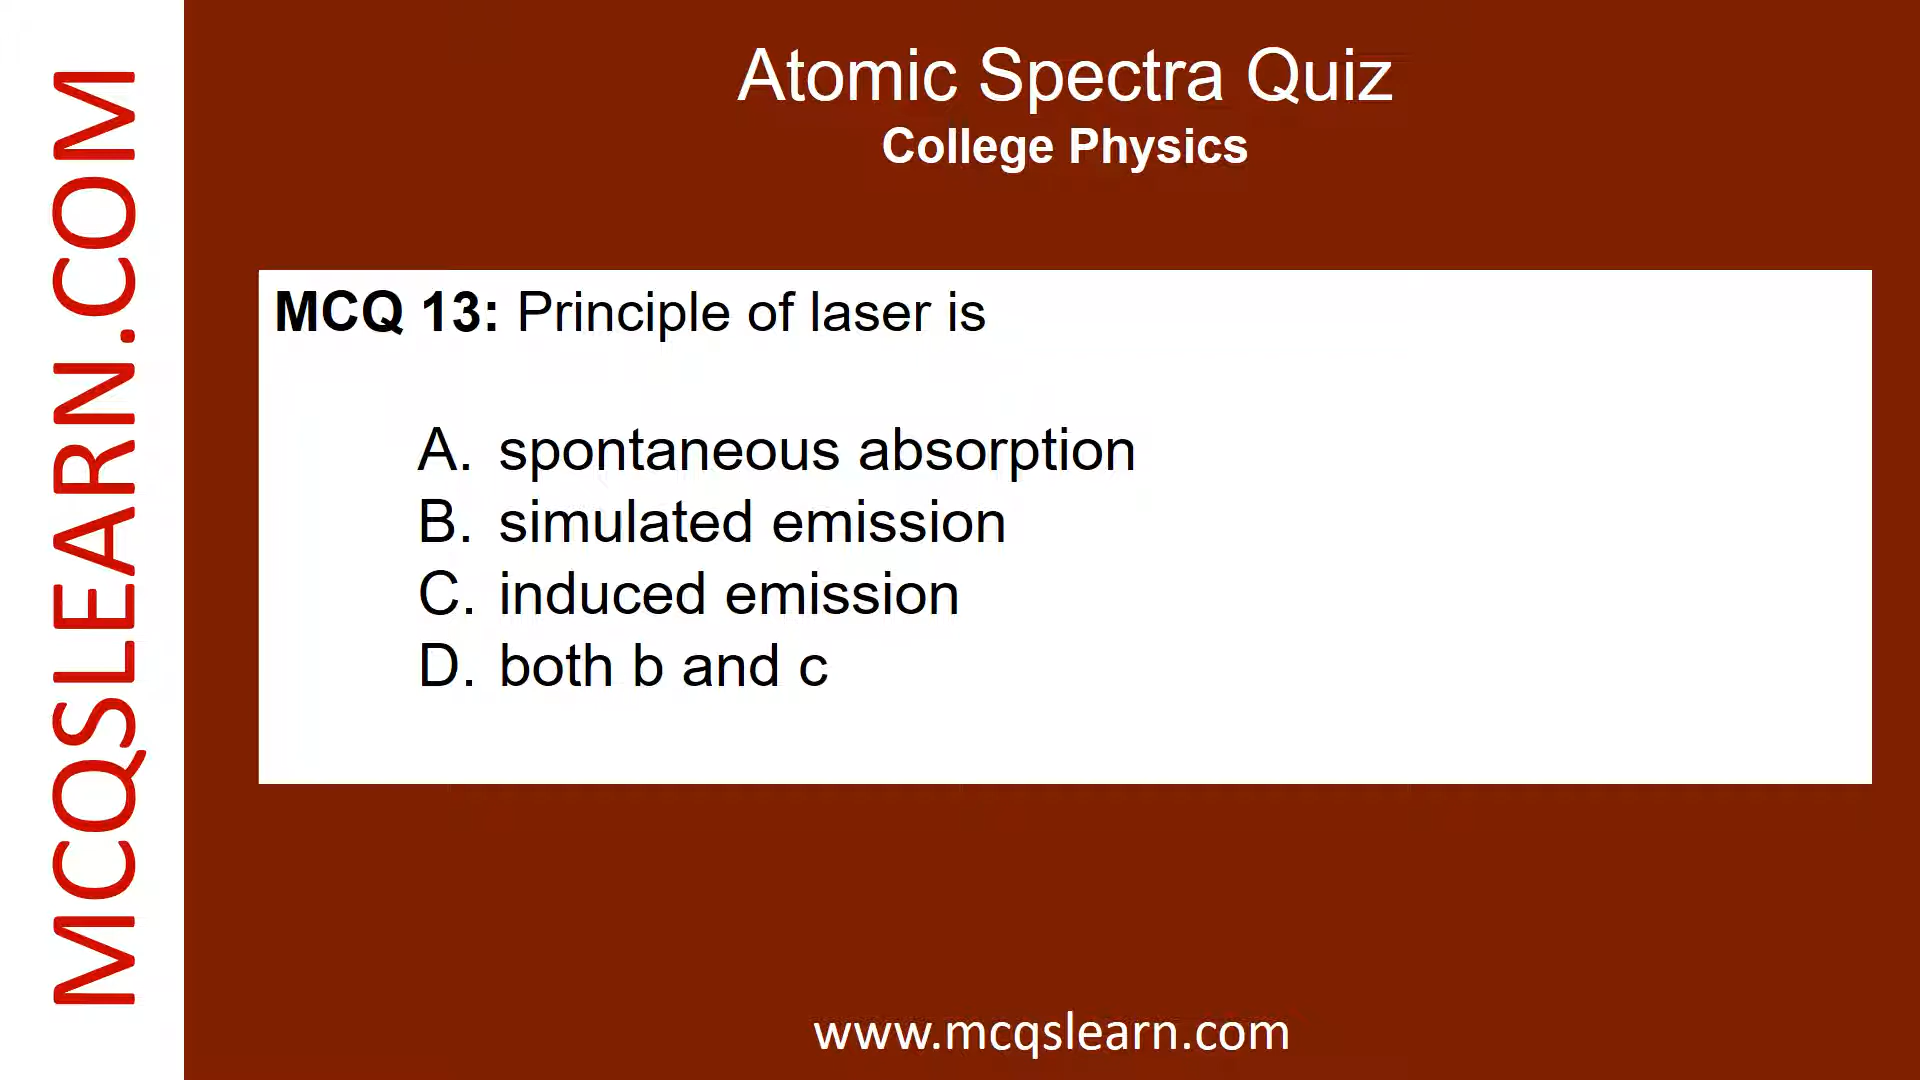 MCQSLEARN.COM
Atomic Spectra Quiz
College Physics
MCQ 13: Principle of laser is
A. spontaneous absorption
B. simulated emission
C. induced emission
D. both b and c
www.mcqslearn.com